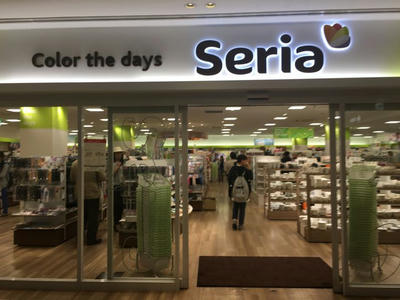 Color the days Seria